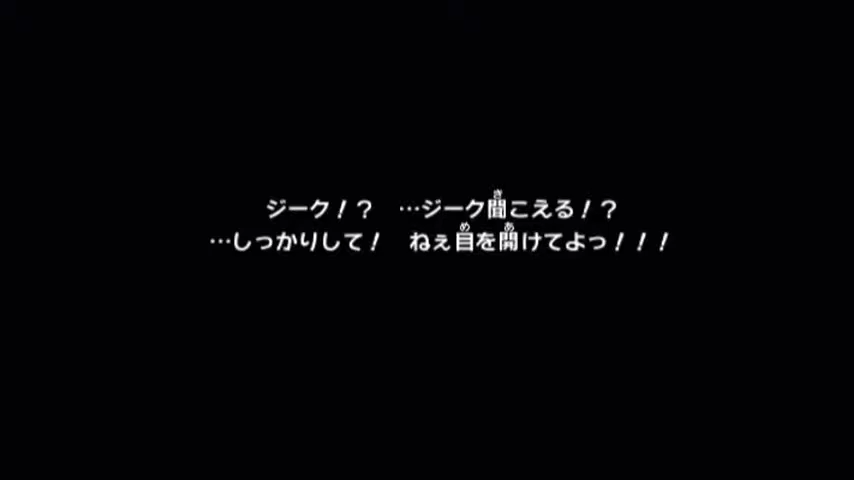 ジーク！？　…ジーク聞こえる！？
…しっかりして！　ねぇ目を開けてよっ！！！